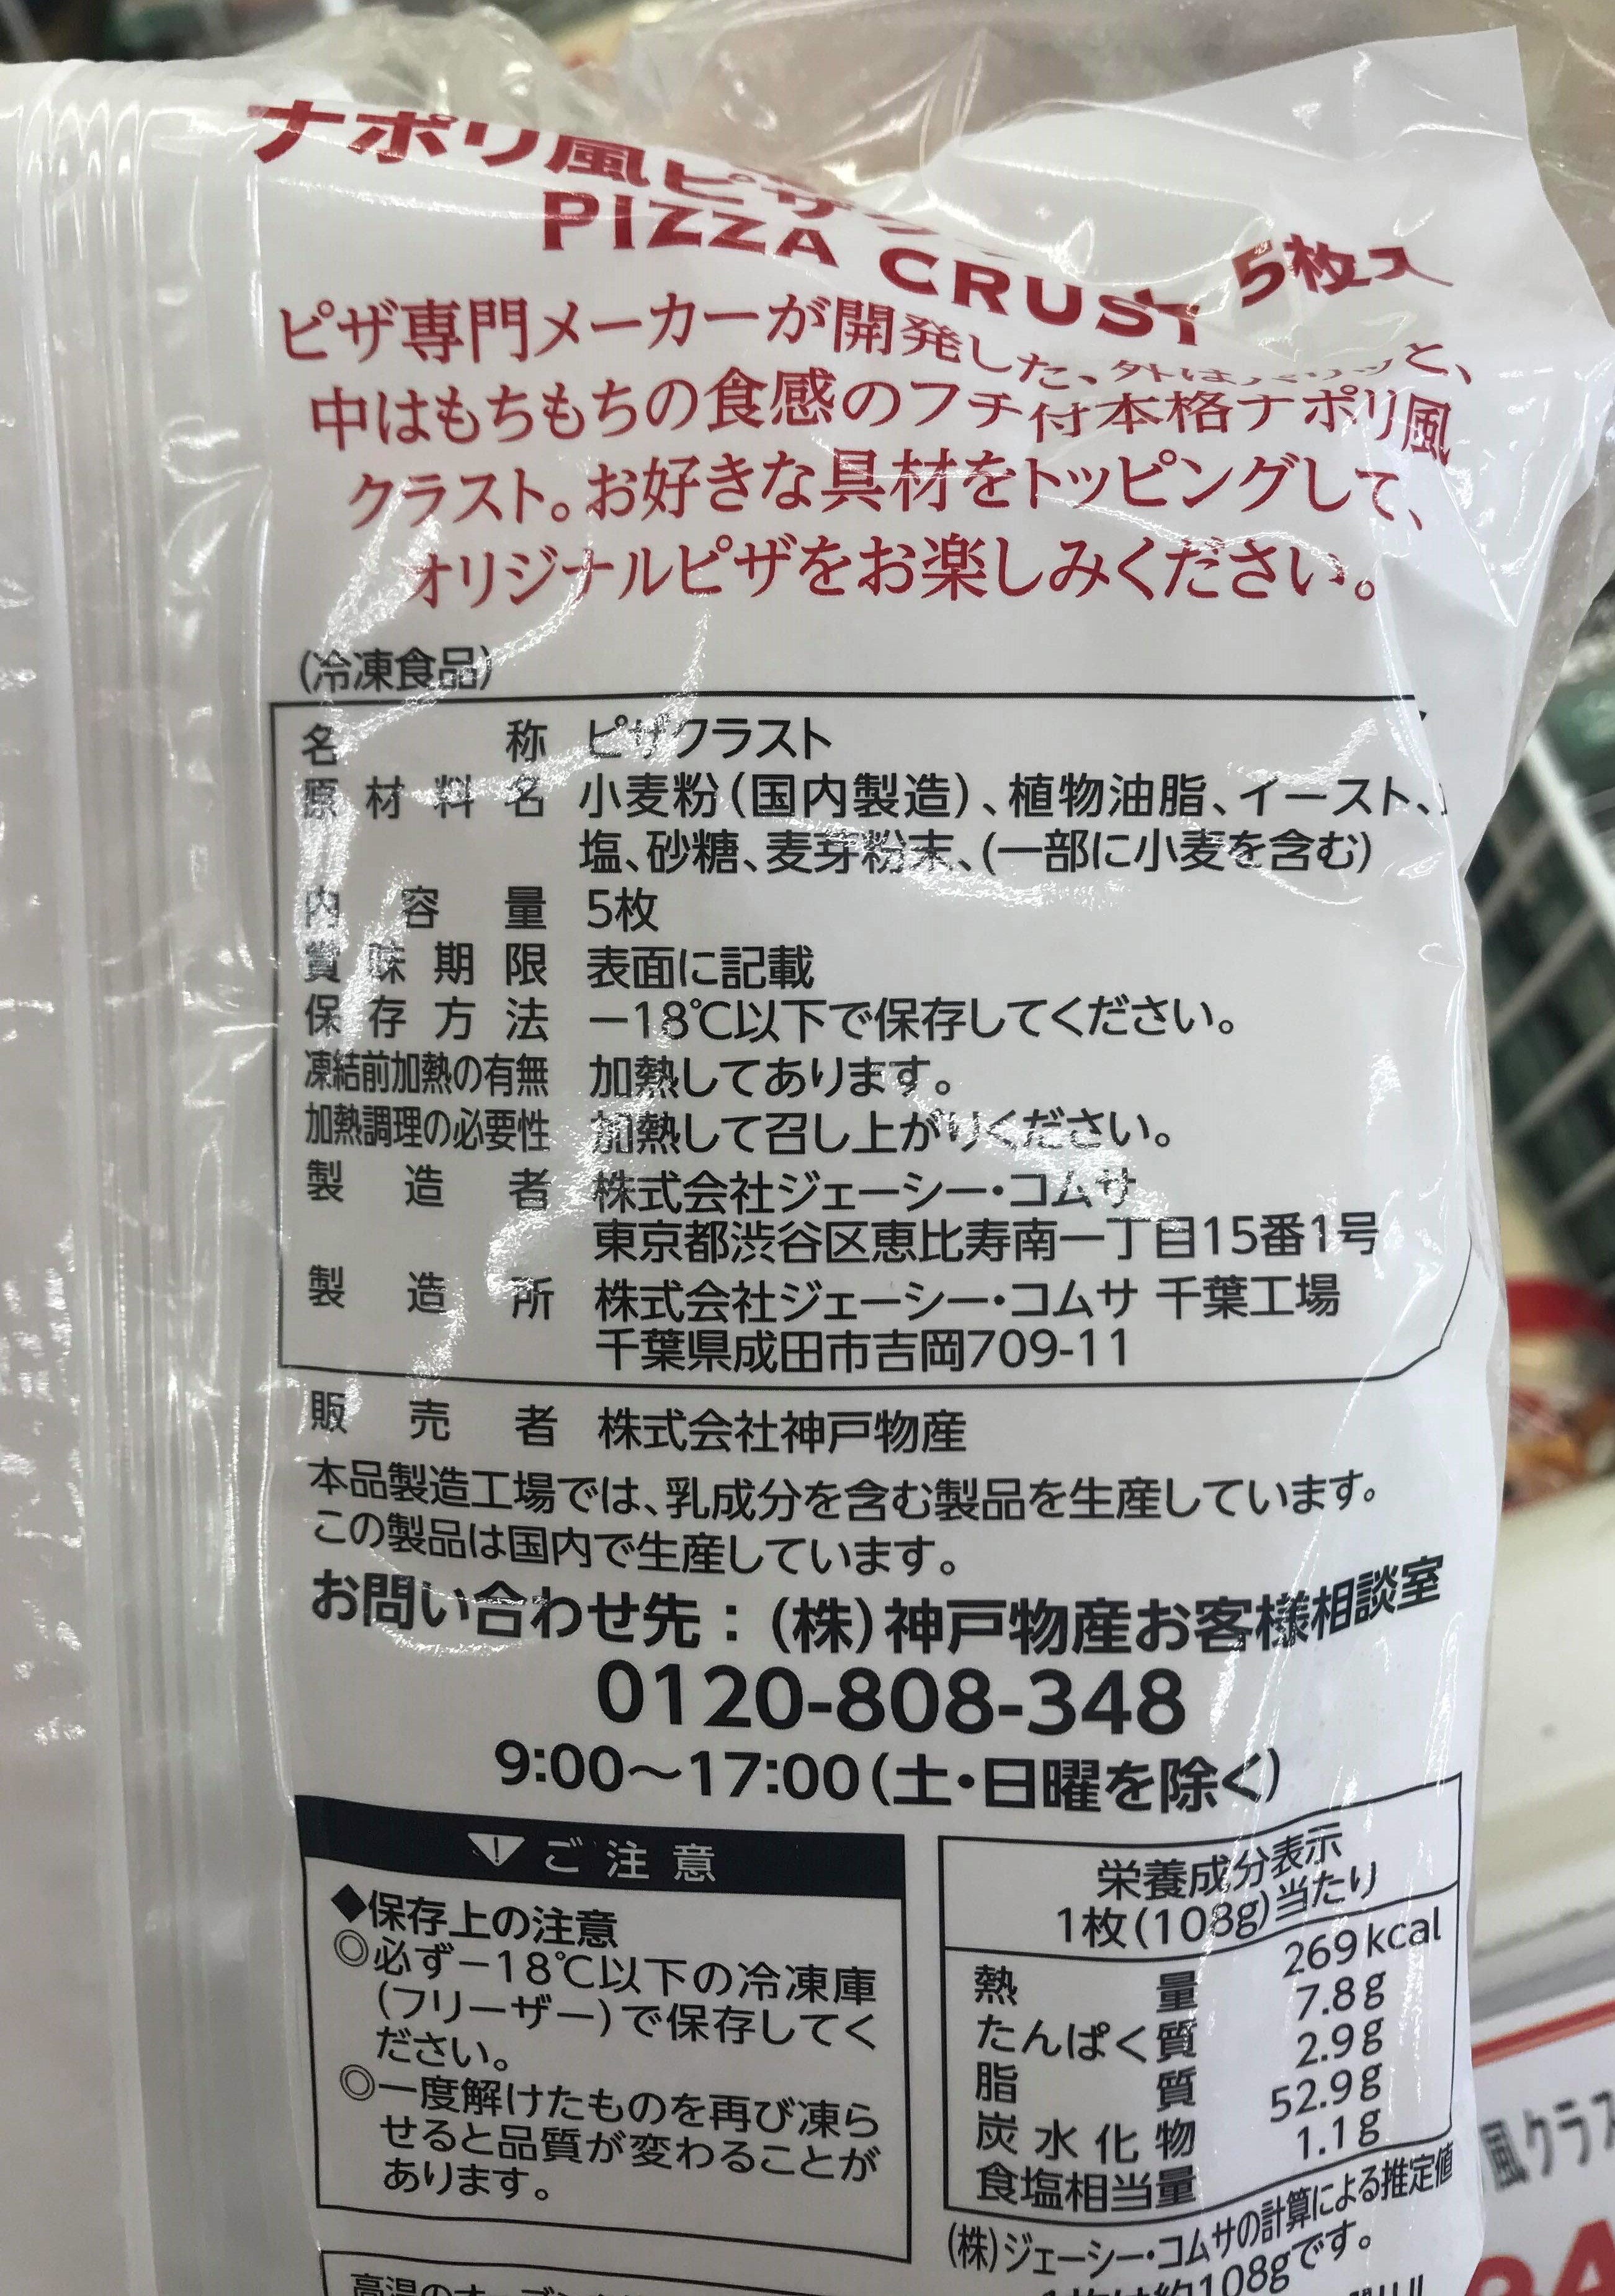 ナポリ風ピザ
PIZZA CRUST 5枚入
ピザ専門メーカーが開発した、外は
と、
中はもちもちの食感のフチ付本格ナポリ風
クラスト。お好きな具材をトッピングして、
オリジナルピザをお楽しみください。
(冷凍食品)
名称 ピザクラスト
原材料名 小麦粉(国内製造)、植物油脂、イースト、
塩、砂糖、麦芽粉末、(一部に小麦を含む)
内容量 5枚
賞味期限 表面に記載
保存方法 －18℃以下で保存してください。
凍結前加熱の有無 加熱してあります。
加熱調理の必要性 加熱して召し上がりください。
製造者 株式会社ジェーシー・コムサ
東京都渋谷区恵比寿南一丁目15番1号
製造所 株式会社ジェーシー・コムサ 千葉工場
千葉県成田市吉岡709-11
販売者 株式会社神戸物産
本品製造工場では、乳成分を含む製品を生産しています。
この製品は国内で生産しています。
お問い合わせ先：(株)神戸物産お客様相談室
0120-808-348
9:00～17:00(土・日曜を除く)
ご注意
◆保存上の注意
◎必ず－18℃以下の冷凍庫
(フリーザー)で保存してく
ださい。
◎一度解けたものを再び凍ら
せると品質が変わることが
あります。
栄養成分表示
1枚(108g)当たり
熱量 269kcal
たんぱく質 7.8g
脂質 2.9g
炭水化物 52.9g
食塩相当量 1.1g
(株)ジェーシー・コムサの計算による推定値
108gです。
風クラス